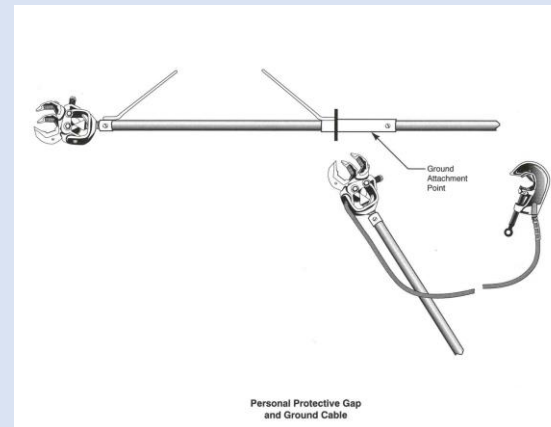 Ground
Attachment
Point
Personal Protective Gap
and Ground Cable